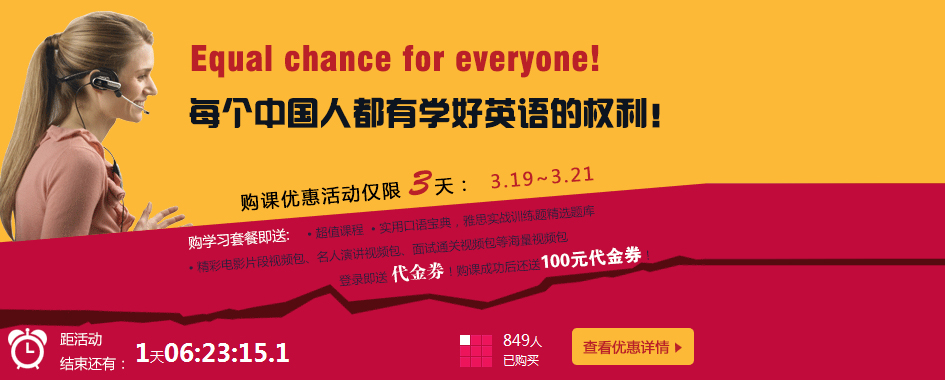 Equal chance for everyone!
每个中国人都有学好英语的权利!
购课优惠活动仅限 3 天： 3.19~3.21
购学习套餐即送: •超值课程 •实用口语宝典，雅思实战训练题精选题库
•精彩电影片段视频包、名人演讲视频包、面试通关视频包等海量视频包
登录即送 代金券！购课成功后还送100元代金券！
距活动
结束还有： 1天06:23:15.1
849人
已购买
查看优惠详情